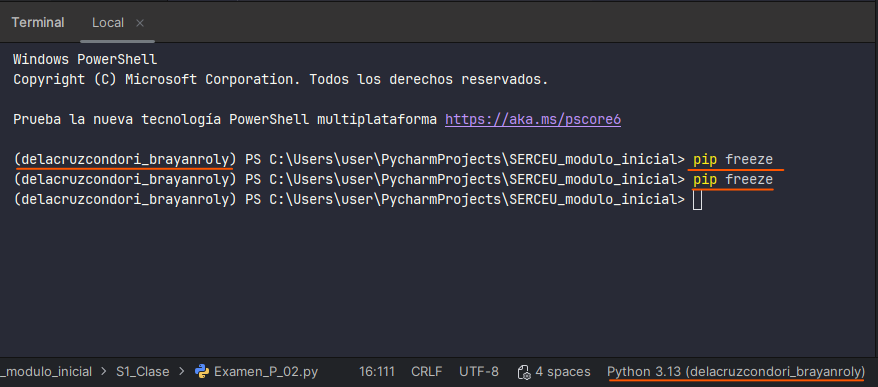 Terminal Local ×
Windows PowerShell
Copyright (C) Microsoft Corporation. Todos los derechos reservados.
Prueba la nueva tecnología PowerShell multiplataforma https://aka.ms/pscore6
(delacruzcondori_brayanroly) PS C:\Users\user\PycharmProjects\SERCEU_modulo_inicial> pip freeze
(delacruzcondori_brayanroly) PS C:\Users\user\PycharmProjects\SERCEU_modulo_inicial> pip freeze
(delacruzcondori_brayanroly) PS C:\Users\user\PycharmProjects\SERCEU_modulo_inicial>
_modulo_inicial > S1_Clase > Examen_P_02.py 16:111 CRLF UTF-8 4 spaces Python 3.13 (delacruzcondori_brayanroly)